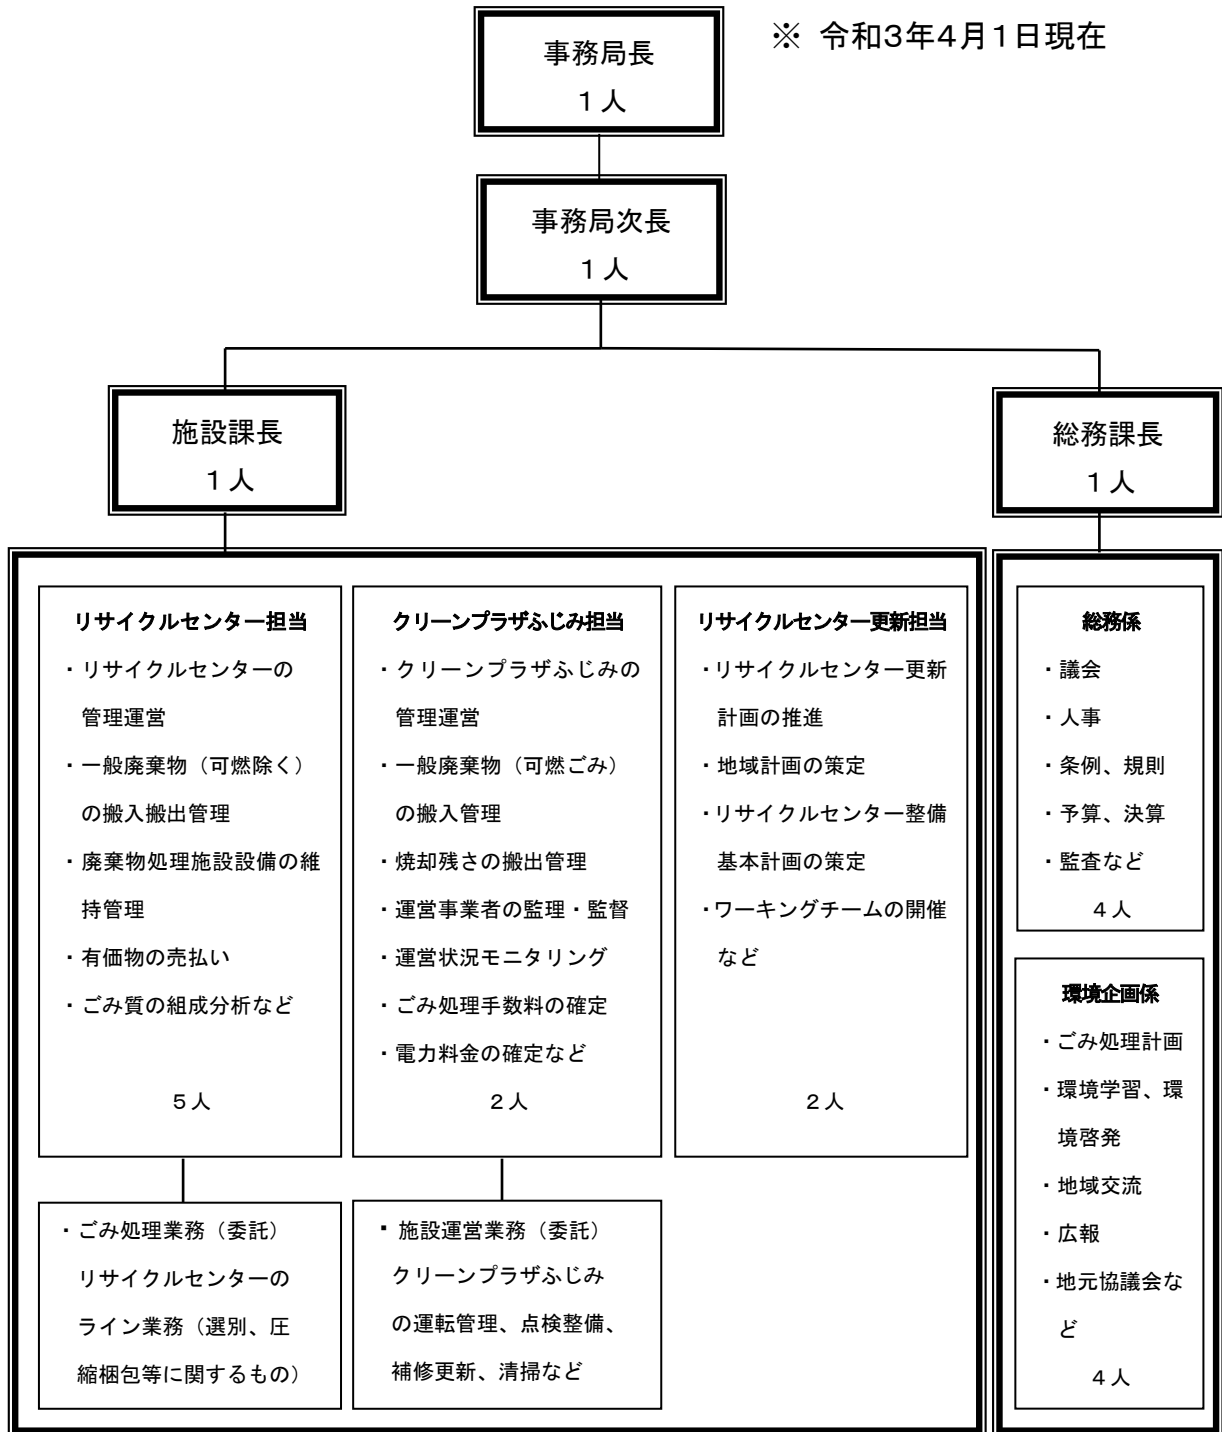 ※ 令和3年4月1日現在
事務局長
１人
事務局次長
１人
施設課長
１人
総務課長
１人
リサイクルセンター担当
・リサイクルセンターの
管理運営
・一般廃棄物（可燃除く）
の搬入搬出管理
・廃棄物処理施設設備の維
持管理
・有価物の売払い
・ごみ質の組成分析など
５人
・ごみ処理業務（委託）
リサイクルセンターの
ライン業務（選別、圧
縮梱包等に関するもの）
クリーンプラザふじみ担当
・クリーンプラザふじみの
管理運営
・一般廃棄物（可燃ごみ）
の搬入管理
・焼却残さの搬出管理
・運営事業者の監理・監督
・運営状況モニタリング
・ごみ処理手数料の確定
・電力料金の確定など
２人
・施設運営業務（委託）
クリーンプラザふじみ
の運転管理、点検整備、
補修更新、清掃など
リサイクルセンター更新担当
・リサイクルセンター更新
計画の推進
・地域計画の策定
・リサイクルセンター整備
基本計画の策定
・ワーキングチームの開催
など
２人
総務係
・議会
・人事
・条例、規則
・予算、決算
・監査など
４人
環境企画係
・ごみ処理計画
・環境学習、環
境啓発
・地域交流
・広報
・地元協議会な
ど
４人